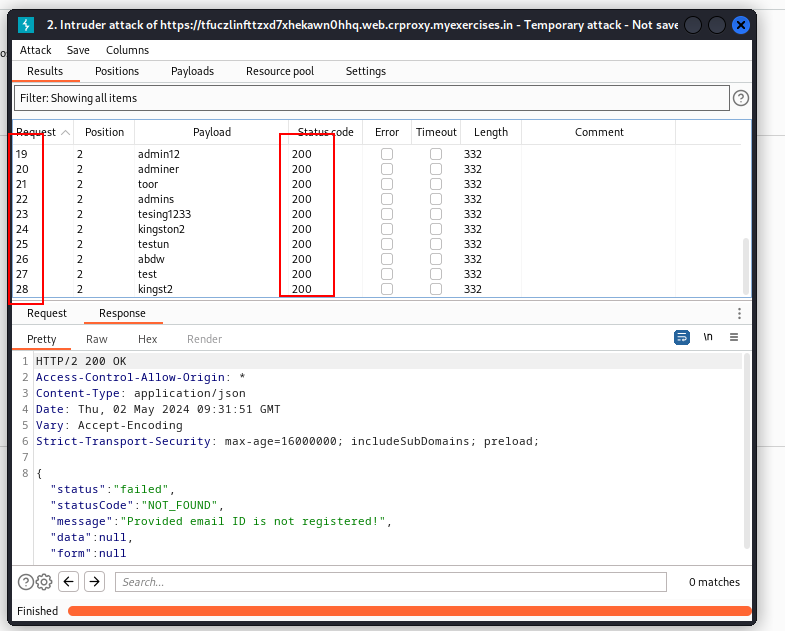 2. Intruder attack of https://tfuczlinfttzxd7xhekawn0hhq.web.crproxy.myexercises.in - Temporary attack - Not save
Attack Save Columns
Results Positions Payloads Resource pool Settings
Filter: Showing all items ?
Request Position Payload Status code Error Timeout Length Comment
19 2 admin12 200 332
20 2 adminer 200 332
21 2 toor 200 332
22 2 admins 200 332
23 2 tesing1233 200 332
24 2 kingston2 200 332
25 2 testun 200 332
26 2 abdw 200 332
27 2 test 200 332
28 2 kingst2 200 332
Request Response
Pretty Raw Hex Render \n
1 HTTP/2 200 OK
2 Access-Control-Allow-Origin: *
3 Content-Type: application/json
4 Date: Thu, 02 May 2024 09:31:51 GMT
5 Vary: Accept-Encoding
6 Strict-Transport-Security: max-age=16000000; includeSubDomains; preload;
7
8 {
"status":"failed",
"statusCode":"NOT_FOUND",
"message":"Provided email ID is not registered!",
"data":null,
"form":null
? Search... 0 matches
Finished